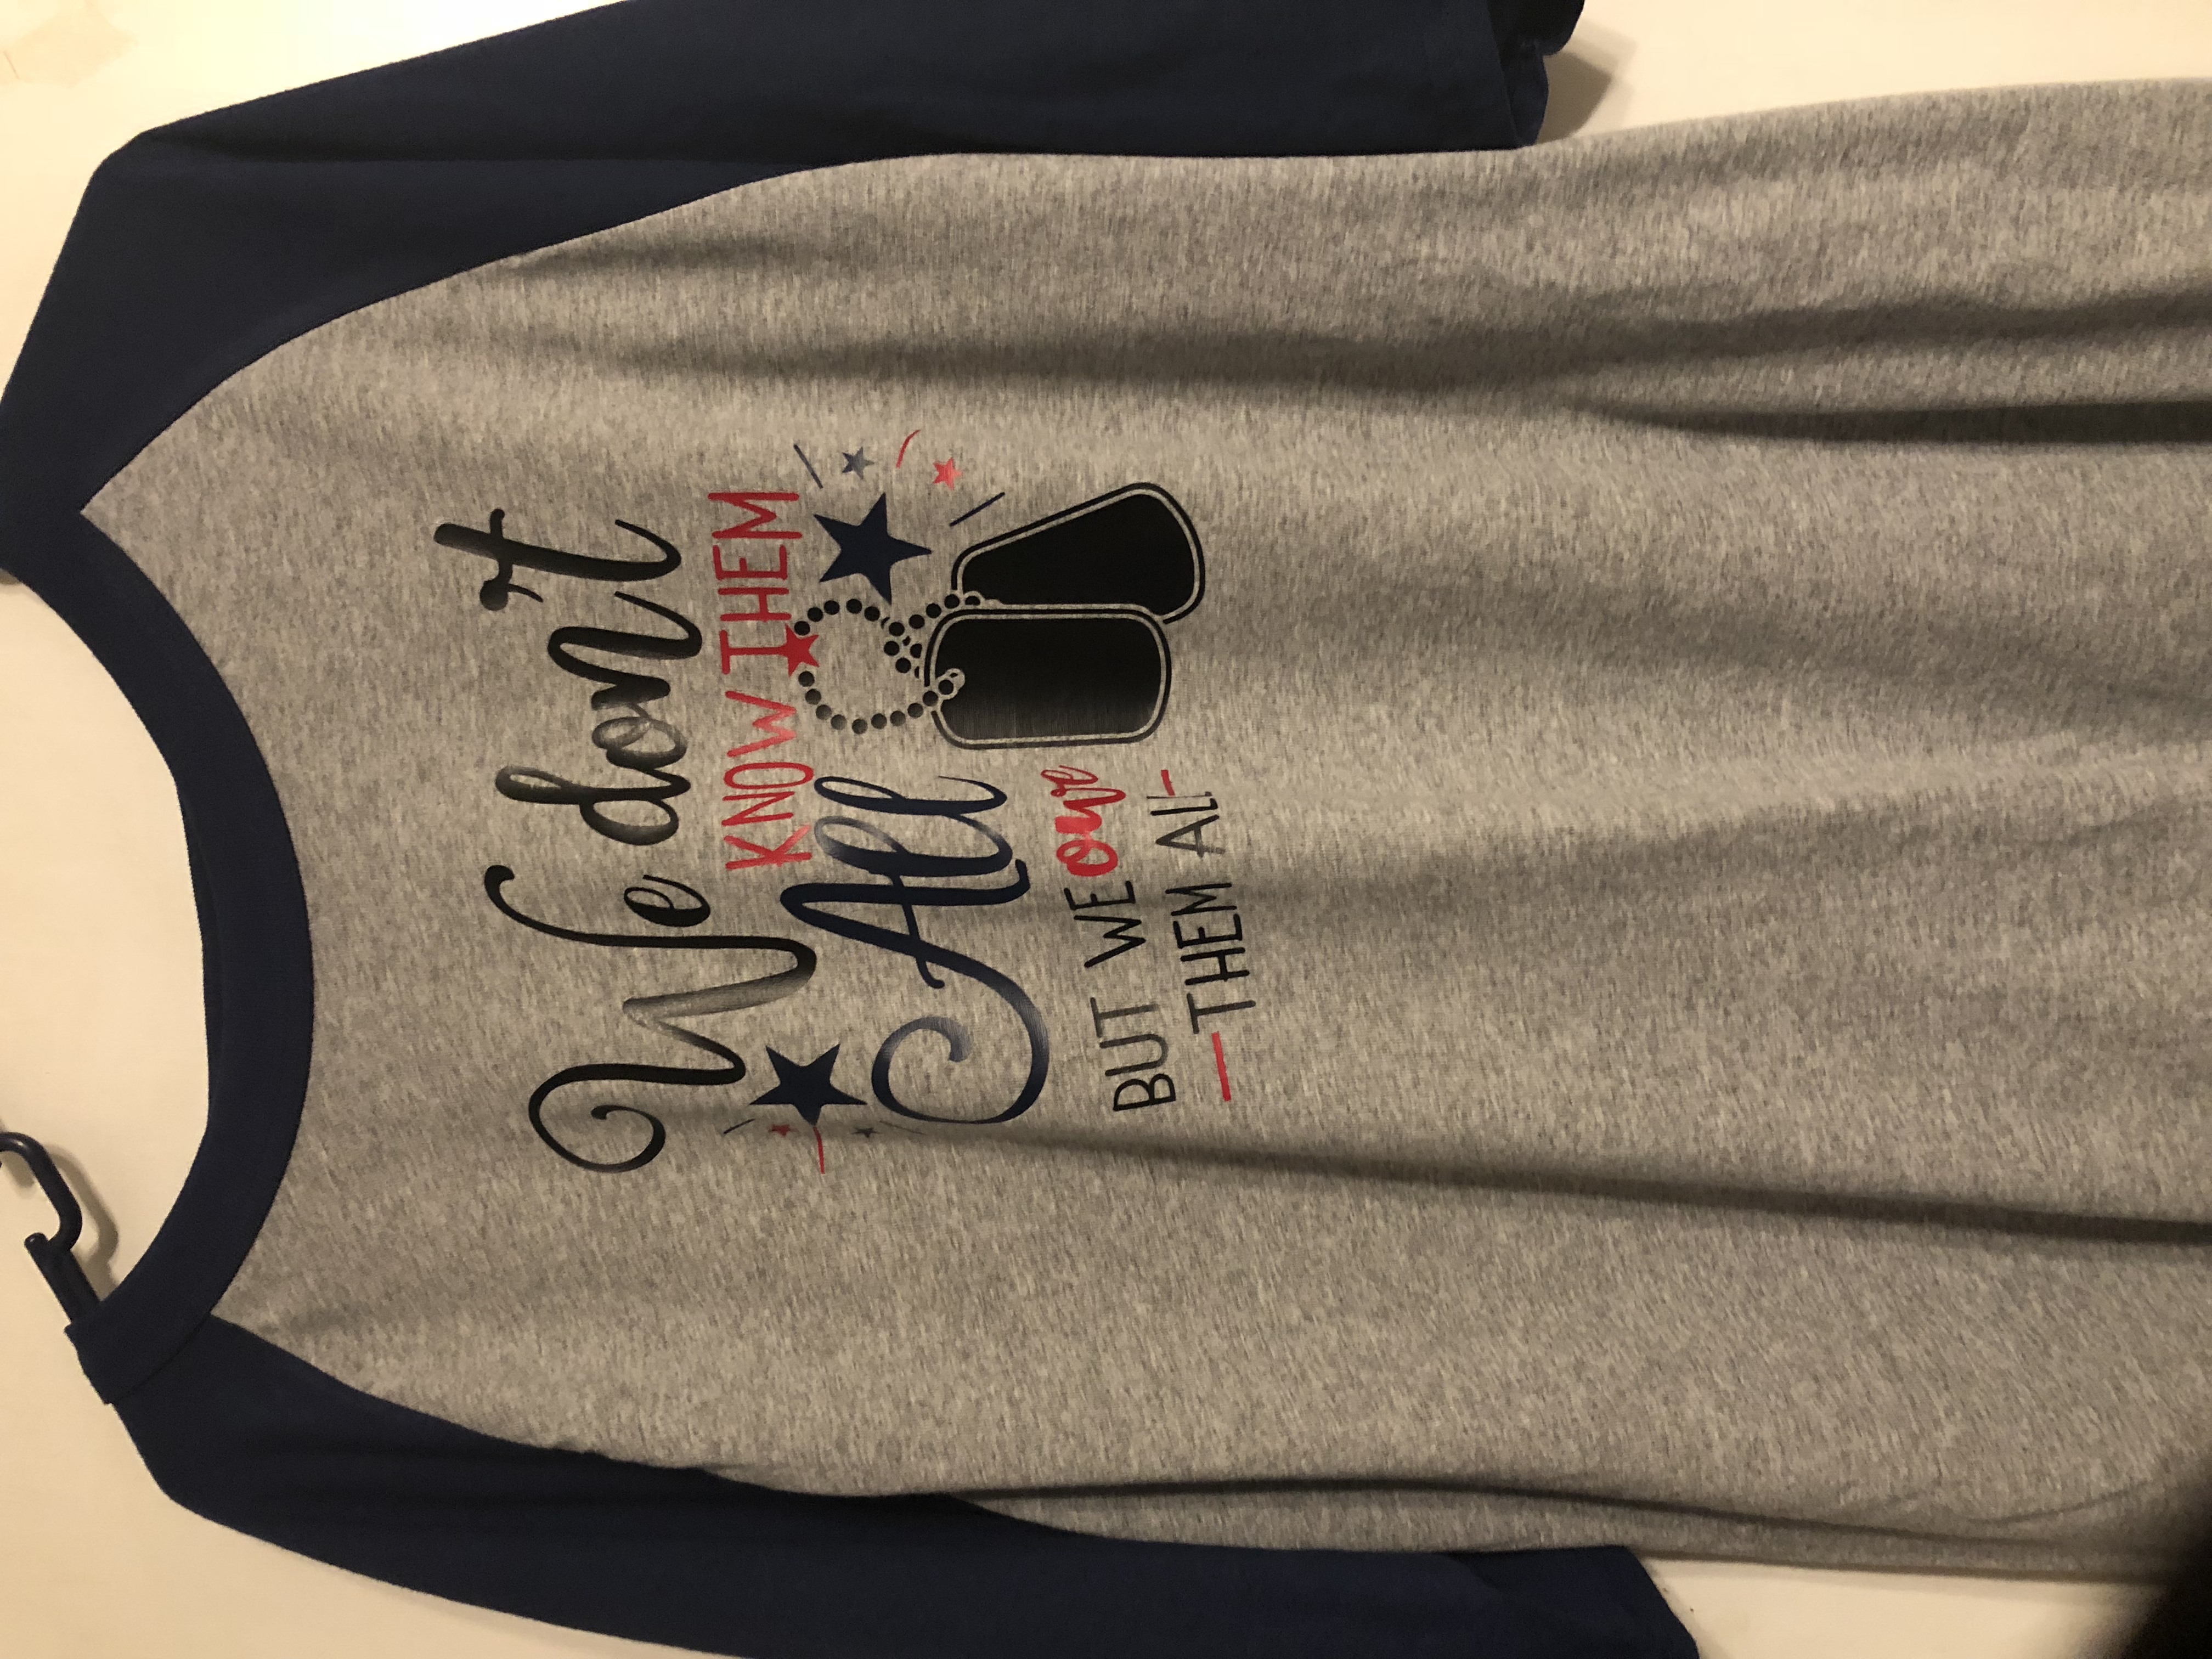 We don't
KNOW THEM
All
BUT WE owe
THEM ALL